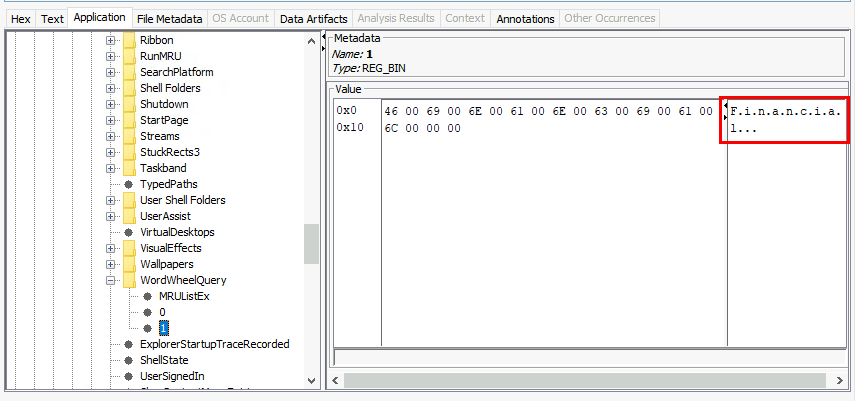 Hex Text Application File Metadata OS Account Data Artifacts Analysis Results Context Annotations Other Occurrences
Ribbon
RunMRU
SearchPlatform
Shell Folders
Shutdown
StartPage
Streams
StuckRects3
Taskband
TypedPaths
User Shell Folders
UserAssist
VirtualDesktops
VisualEffects
Wallpapers
WordWheelQuery
MRUListEx
0
1
ExplorerStartupTraceRecorded
ShellState
UserSignedIn
Metadata
Name: 1
Type: REG_BIN
Value
0x0 46 00 69 00 6E 00 61 00 6E 00 63 00 69 00 61 00 F.i.n.a.n.c.i.a.
0x10 6C 00 00 00 l...